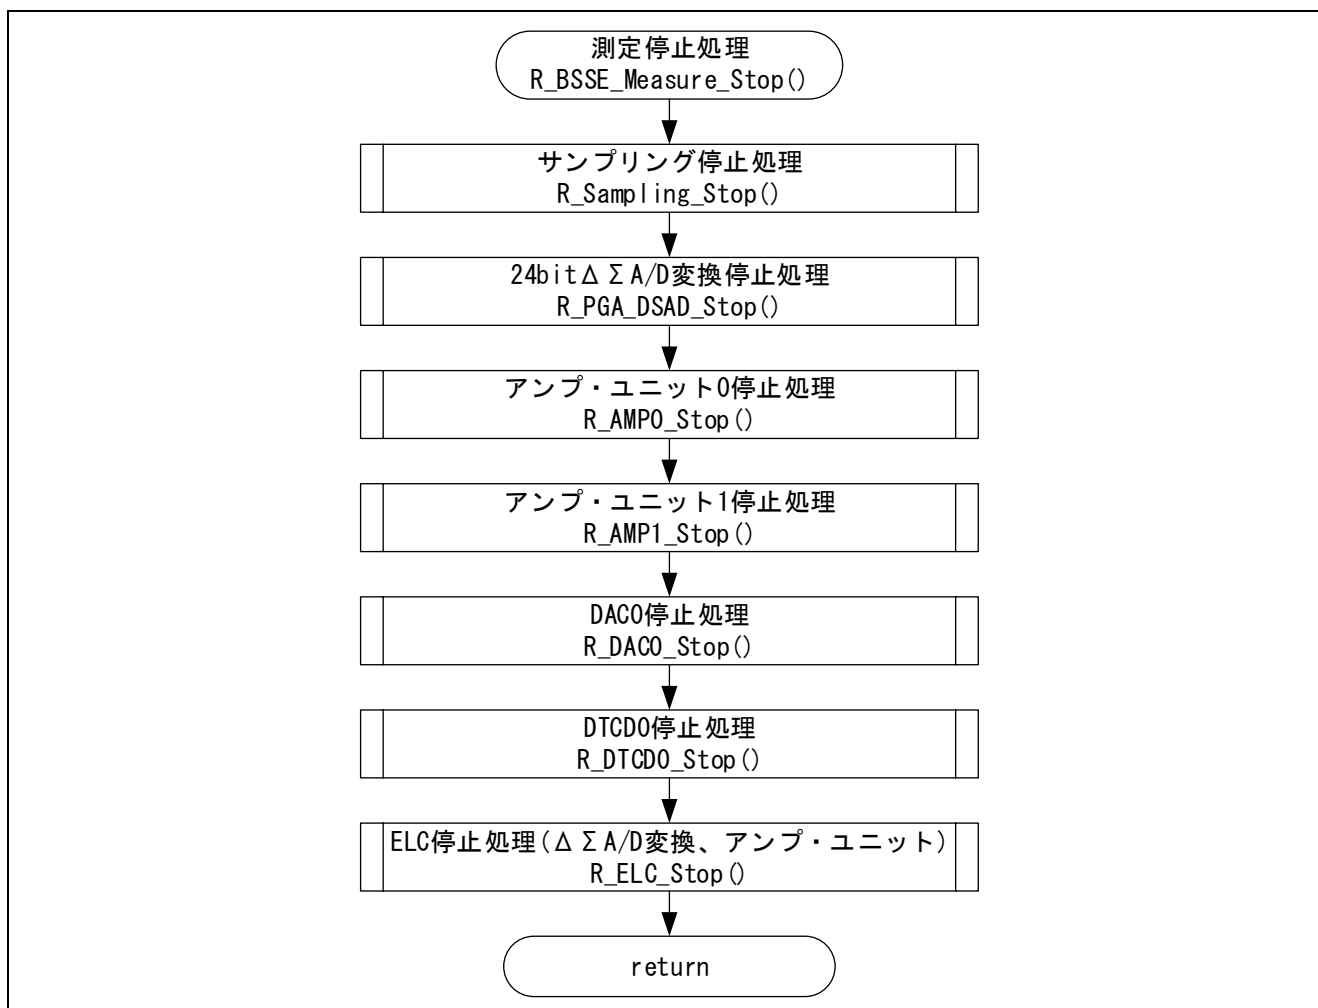 測定停止処理
R_BSSE_Measure_Stop()
サンプリング停止処理
R_Sampling_Stop()
24bitΔΣA/D変換停止処理
R_PGA_DSAD_Stop()
アンプ・ユニット0停止処理
R_AMP0_Stop()
アンプ・ユニット1停止処理
R_AMP1_Stop()
DAC0停止処理
R_DAC0_Stop()
DTCD0停止処理
R_DTCD0_Stop()
ELC停止処理(ΔΣA/D変換、アンプ・ユニット)
R_ELC_Stop()
return